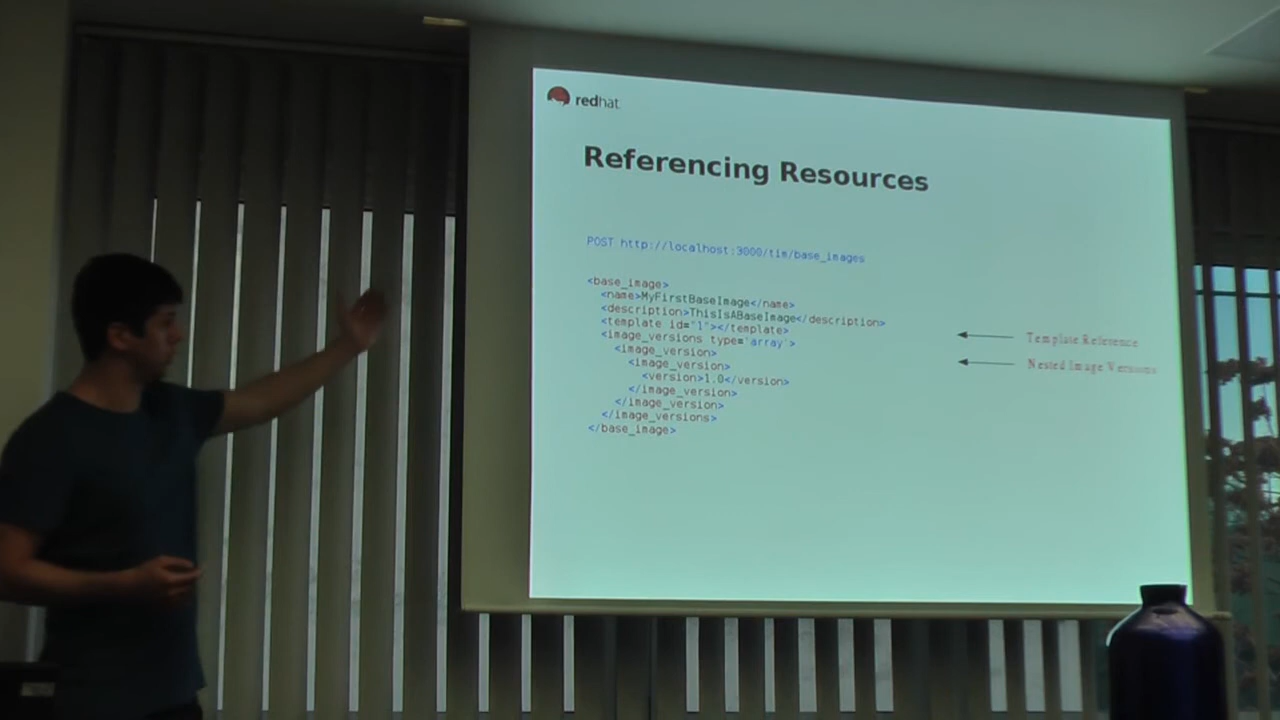 redhat
Referencing Resources
POST http://localhost:3000/tim/base_images
<base_image>
<name>MyFirstBaseImage</name>
<description>ThisIsABaseImage</description>
<template id="1"></template>
<image_versions type='array'>
<image_version>
<image_version>
<version>1.0</version>
</image_version>
</image_version>
</image_versions>
</base_image>
Template Reference
Nested Image Versions